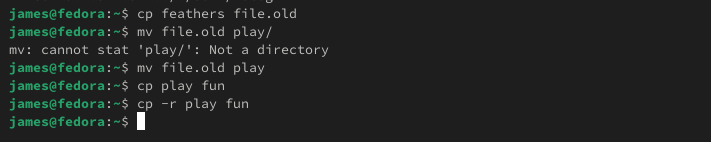 james@fedora:~$ cp feathers file.old
james@fedora:~$ mv file.old play/
mv: cannot stat 'play/': Not a directory
james@fedora:~$ mv file.old play
james@fedora:~$ cp play fun
james@fedora:~$ cp -r play fun
james@fedora:~$